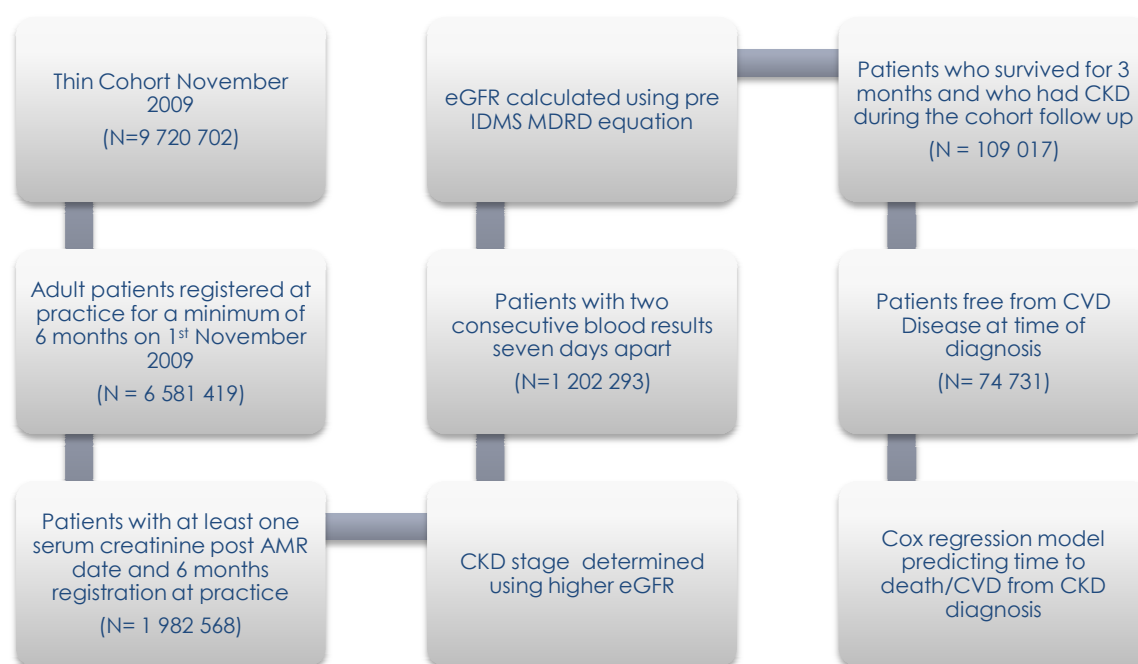 Thin Cohort November
2009
(N=9 720 702)
Adult patients registered at
practice for a minimum of
6 months on 1st November
2009
(N = 6 581 419)
Patients with at least one
serum creatinine post AMR
date and 6 months
registration at practice
(N= 1 982 568)
CKD stage determined
using higher eGFR
Patients with two
consecutive blood results
seven days apart
(N=1 202 293)
eGFR calculated using pre
IDMS MDRD equation
Patients who survived for 3
months and who had CKD
during the cohort follow up
(N = 109 017)
Patients free from CVD
Disease at time of
diagnosis
(N= 74 731)
Cox regression model
predicting time to
death/CVD from CKD
diagnosis